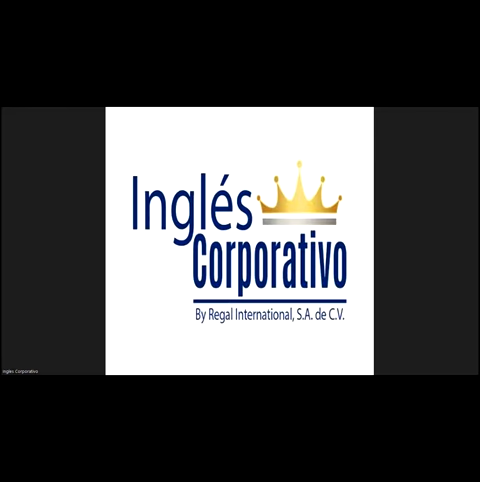 Inglés
Corporativo
By Regal International, S.A. de C.V.
Ingles Corporativo